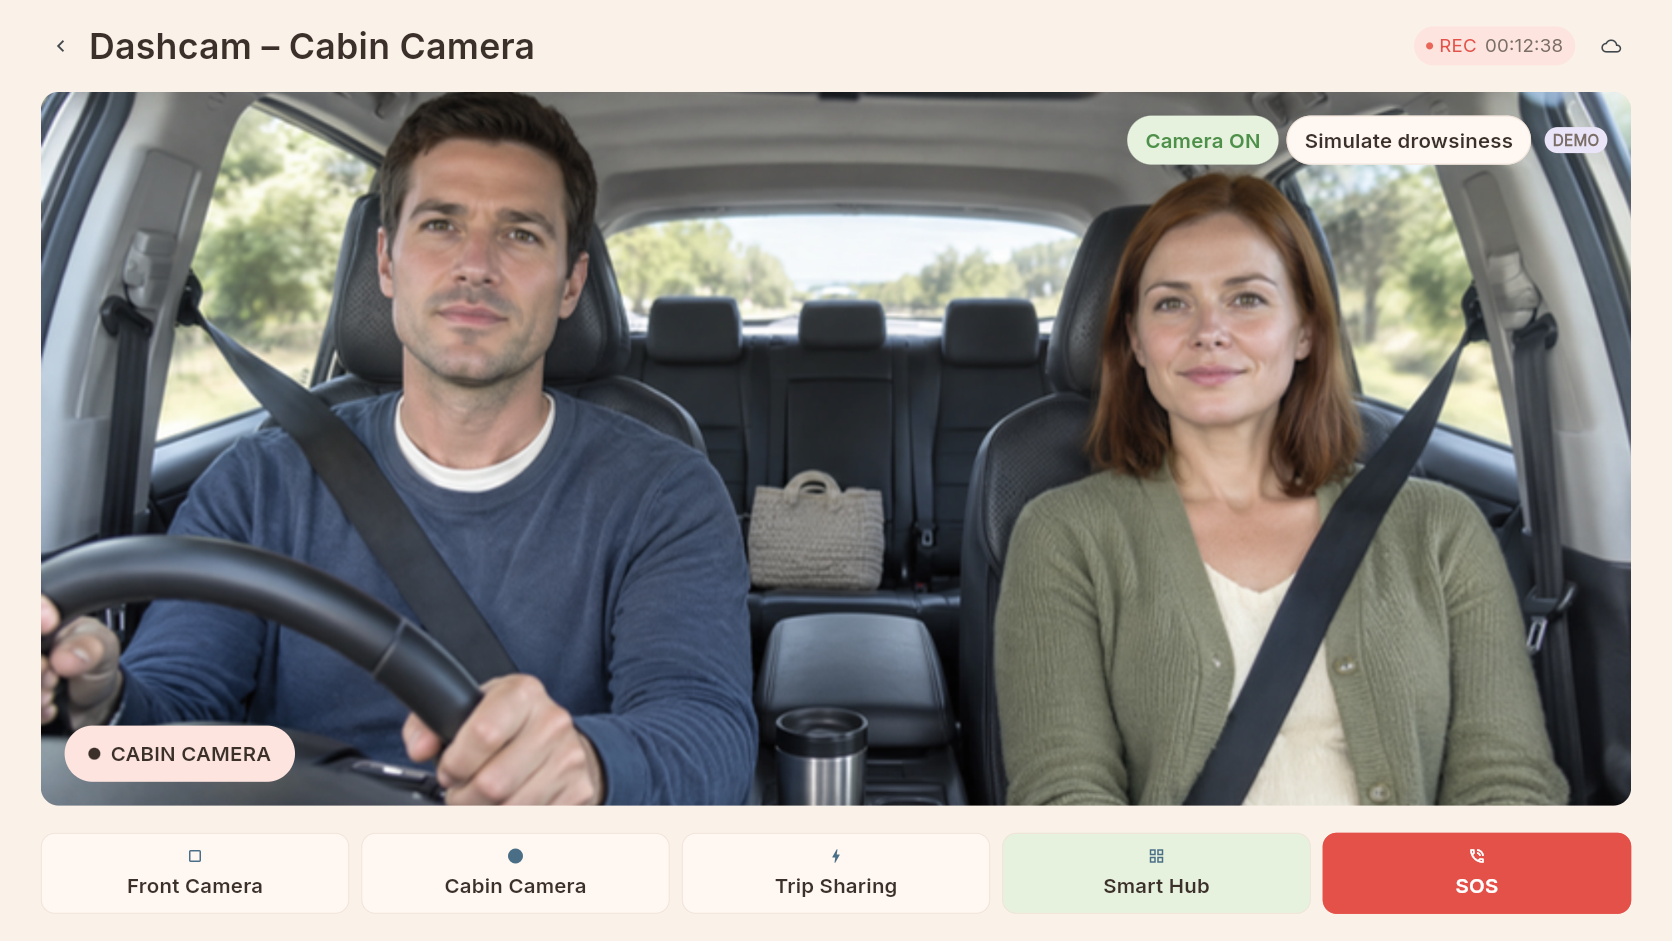 Dashcam – Cabin Camera
REC 00:12:38
Camera ON
Simulate drowsiness
DEMO
CABIN CAMERA
Front Camera
Cabin Camera
Trip Sharing
Smart Hub
SOS